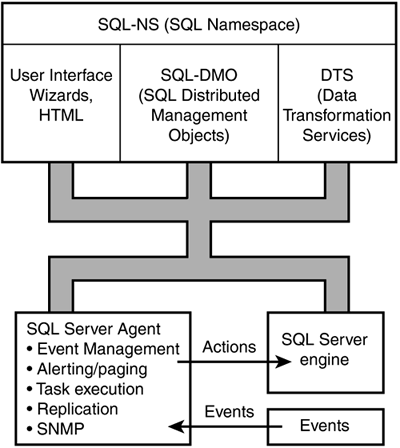 SQL-NS (SQL Namespace)
User Interface
Wizards,
HTML
SQL-DMO
(SQL Distributed
Management
Objects)
DTS
(Data
Transformation
Services)
SQL Server Agent
• Event Management
• Alerting/paging
• Task execution
• Replication
• SNMP
Actions
Events
SQL Server
engine
Events